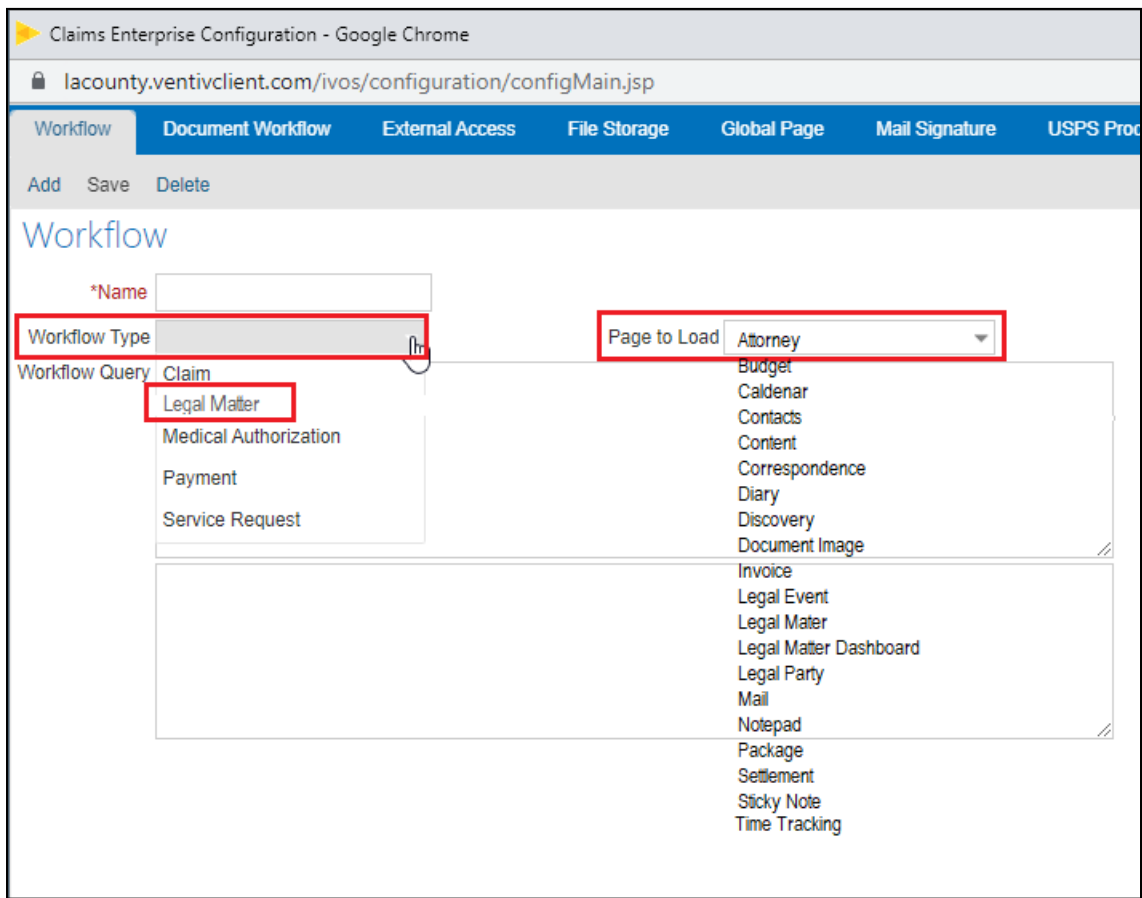 Claims Enterprise Configuration - Google Chrome
lacounty.ventivclient.com/ivos/configuration/configMain.jsp
Workflow Document Workflow External Access File Storage Global Page Mail Signature USPS Proc
Add Save Delete
Workflow
*Name
Workflow Type
Page to Load Attorney
Workflow Query
Claim
Legal Matter
Medical Authorization
Payment
Service Request
Budget
Caldenar
Contacts
Content
Correspondence
Diary
Discovery
Document Image
Invoice
Legal Event
Legal Mater
Legal Matter Dashboard
Legal Party
Mail
Notepad
Package
Settlement
Sticky Note
Time Tracking